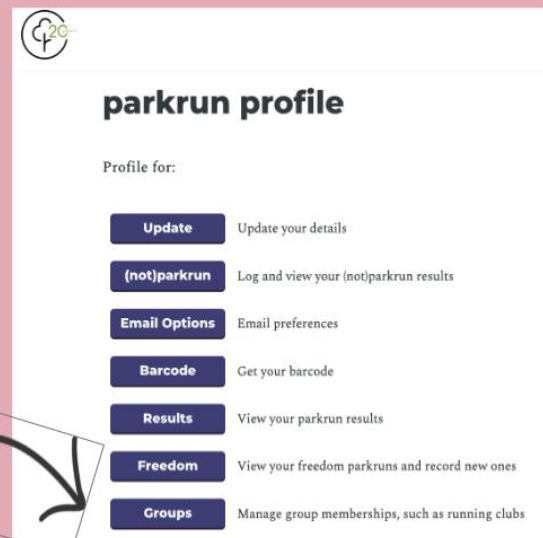 20
parkrun profile
Profile for:
Update Update your details
(not)parkrun Log and view your (not)parkrun results
Email Options Email preferences
Barcode Get your barcode
Results View your parkrun results
Freedom View your freedom parkruns and record new ones
Groups Manage group memberships, such as running clubs